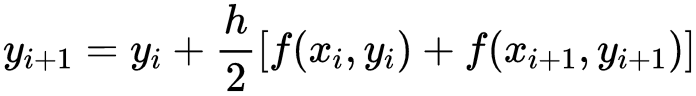 y_{i+1} = y_i + \frac{h}{2}[f(x_i, y_i) + f(x_{i+1}, y_{i+1})]